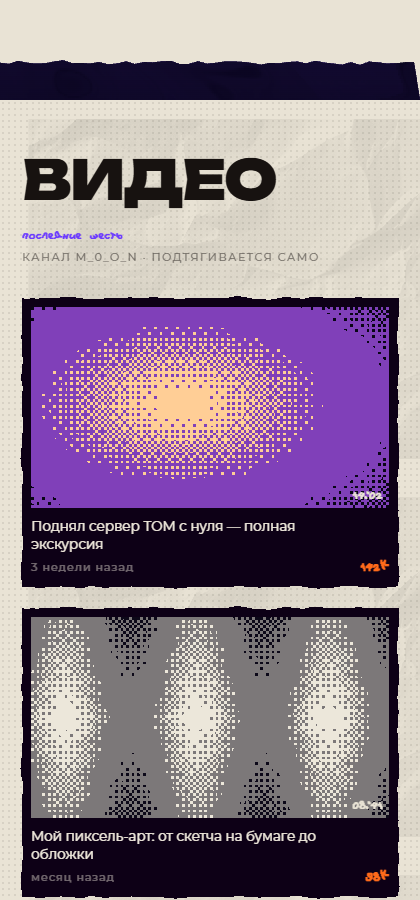 ВИДЕО
последние шесть
КАНАЛ M_0_0_N · ПОДТЯГИВАЕТСЯ САМО
Поднял сервер ТОМ с нуля — полная
экскурсия
3 недели назад
Мой пиксель-арт: от скетча на бумаге до
обложки
месяц назад